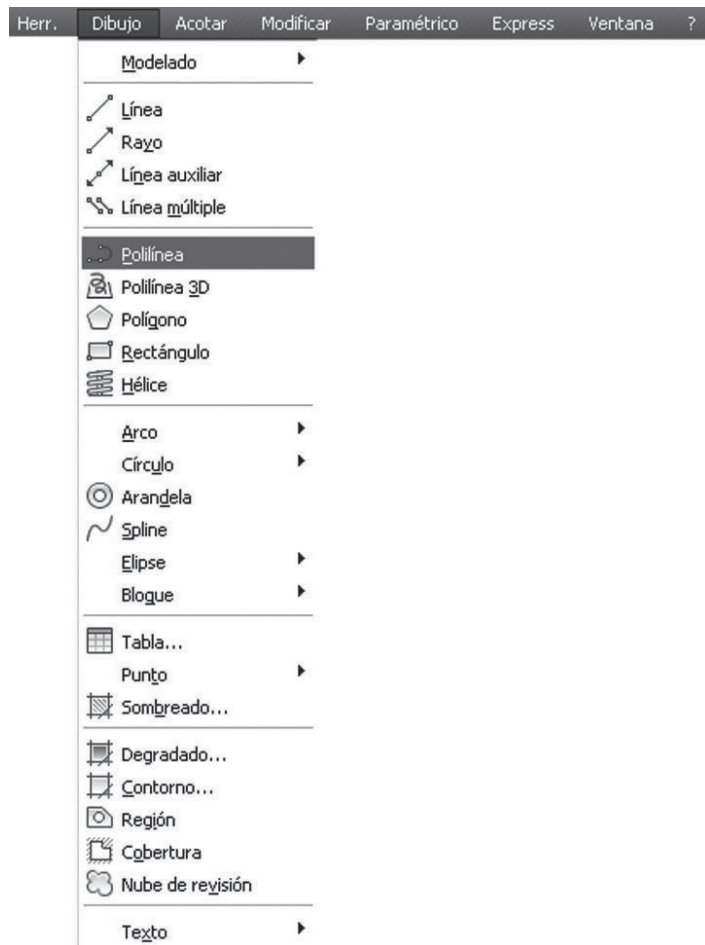 Herr. Dibujo Acotar Modificar Paramétrico Express Ventana ?
Modelado
Línea
Rayo
Línea auxiliar
Línea múltiple
Polilínea
Polilínea 3D
Polígono
Rectángulo
Hélice
Arco
Círculo
Arandela
Spline
Elipse
Bloque
Tabla...
Punto
Sombreado...
Degradado...
Contorno...
Región
Cobertura
Nube de revisión
Texto